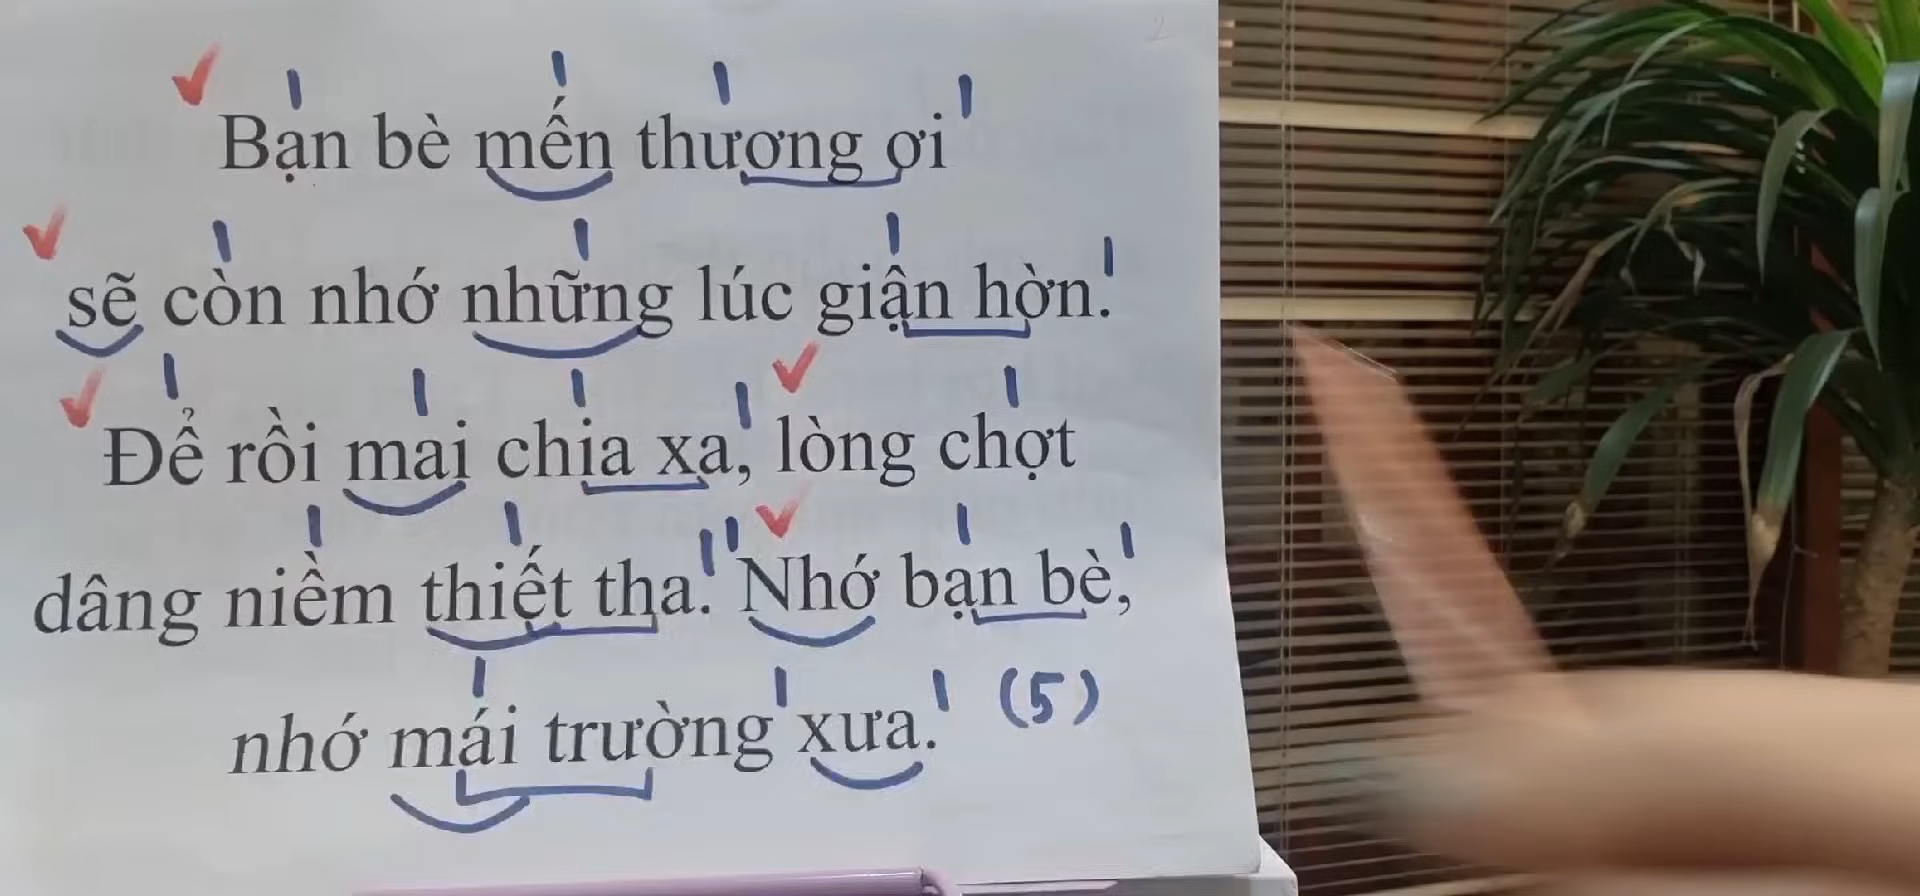 Bạn bè mến thương ơi
sẽ còn nhớ những lúc giận hờn.
Để rồi mai chia xa, lòng chợt
dâng niềm thiết tha. Nhớ bạn bè,
nhớ mái trường xưa. (5)